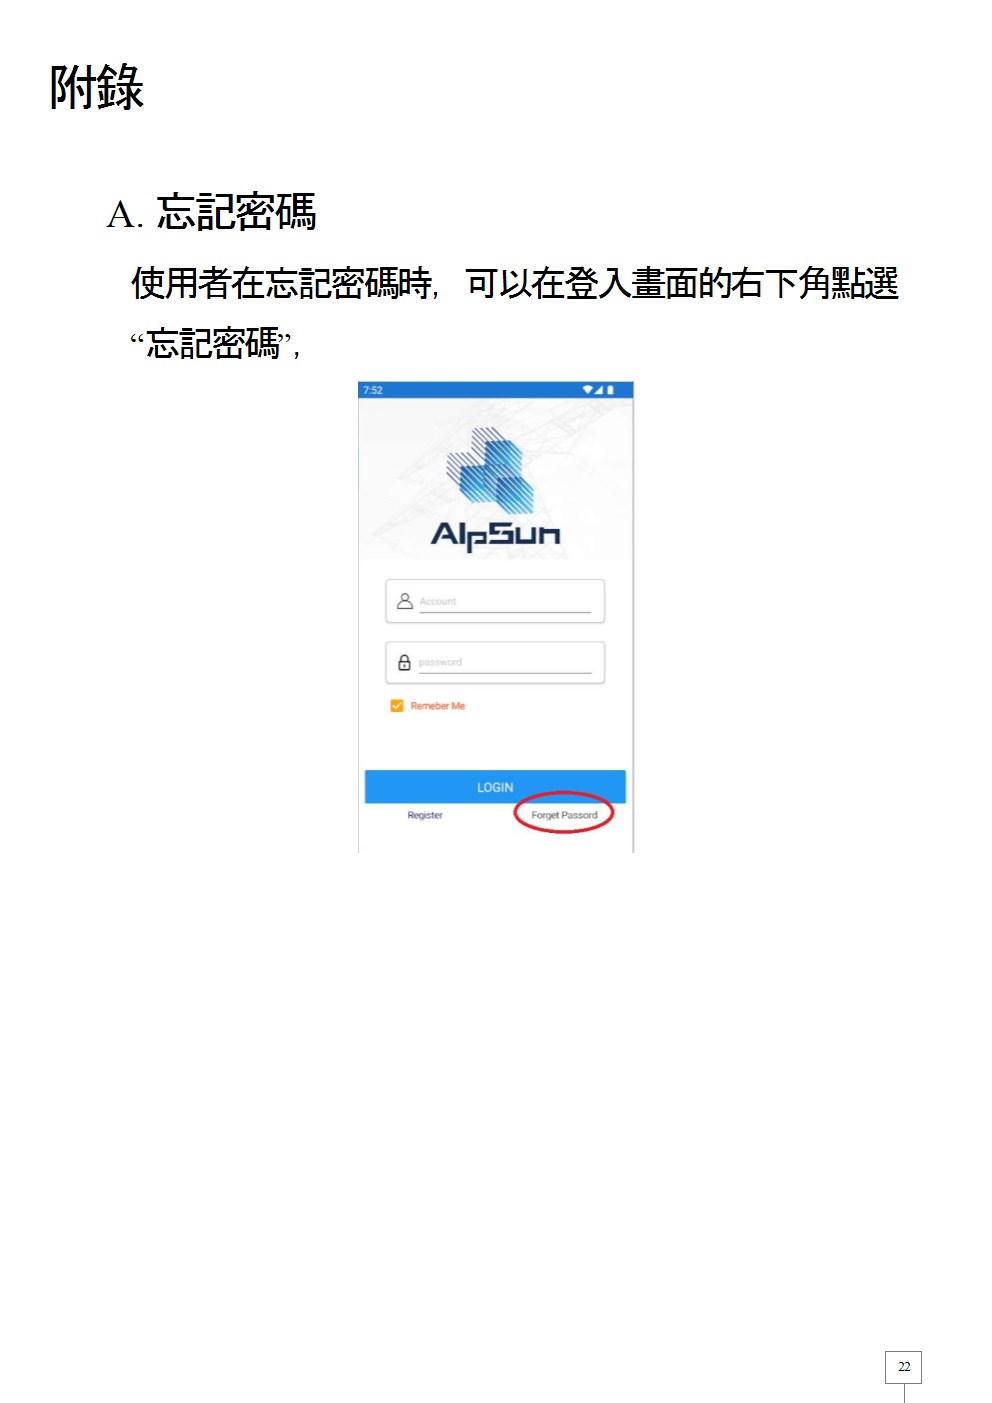 附錄
A. 忘記密碼
使用者在忘記密碼時, 可以在登入畫面的右下角點選
“忘記密碼”,
7:52
AlpSun
Account
password
Remeber Me
LOGIN
Register
Forget Passord
22